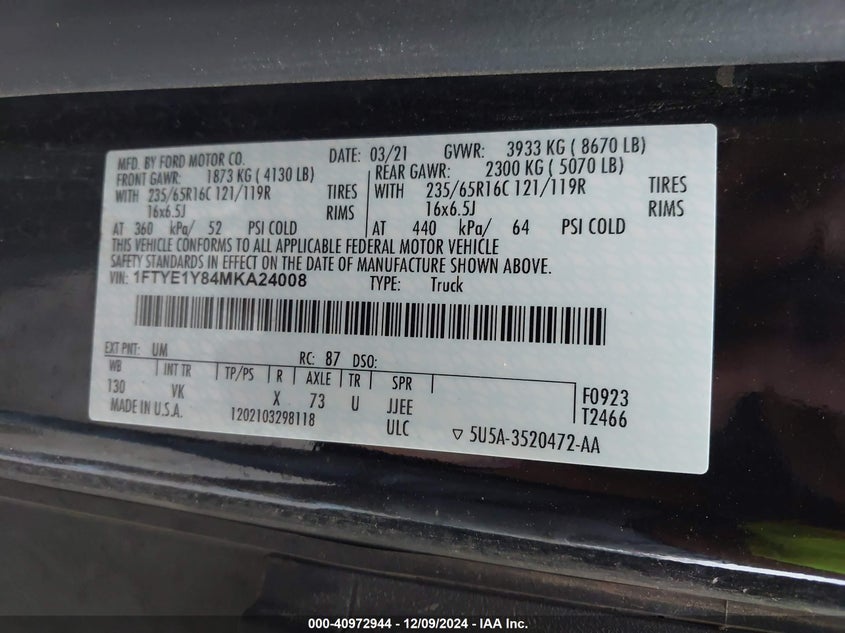 MFD. BY FORD MOTOR CO. DATE: 03/21 GVWR: 3933 KG ( 8670 LB)
FRONT GAWR: 1873 KG ( 4130 LB) REAR GAWR: 2300 KG ( 5070 LB)
WITH 235/65R16C 121/119R TIRES WITH 235/65R16C 121/119R TIRES
16x6.5J RIMS 16x6.5J RIMS
AT 360 kPa/ 52 PSI COLD AT 440 kPa/ 64 PSI COLD
THIS VEHICLE CONFORMS TO ALL APPLICABLE FEDERAL MOTOR VEHICLE
SAFETY STANDARDS IN EFFECT ON THE DATE OF MANUFACTURE SHOWN ABOVE.
VIN: 1FTYE1Y84MKA24008 TYPE: Truck
EXT PNT: UM RC: 87 DSO:
WB INT TR TP/PS R AXLE TR SPR
130 VK X 73 U JJEE F0923
MADE IN U.S.A. 1202103298118 ULC T2466
▽ 5U5A-3520472-AA
000-40972944 - 12/09/2024 - IAA Inc.